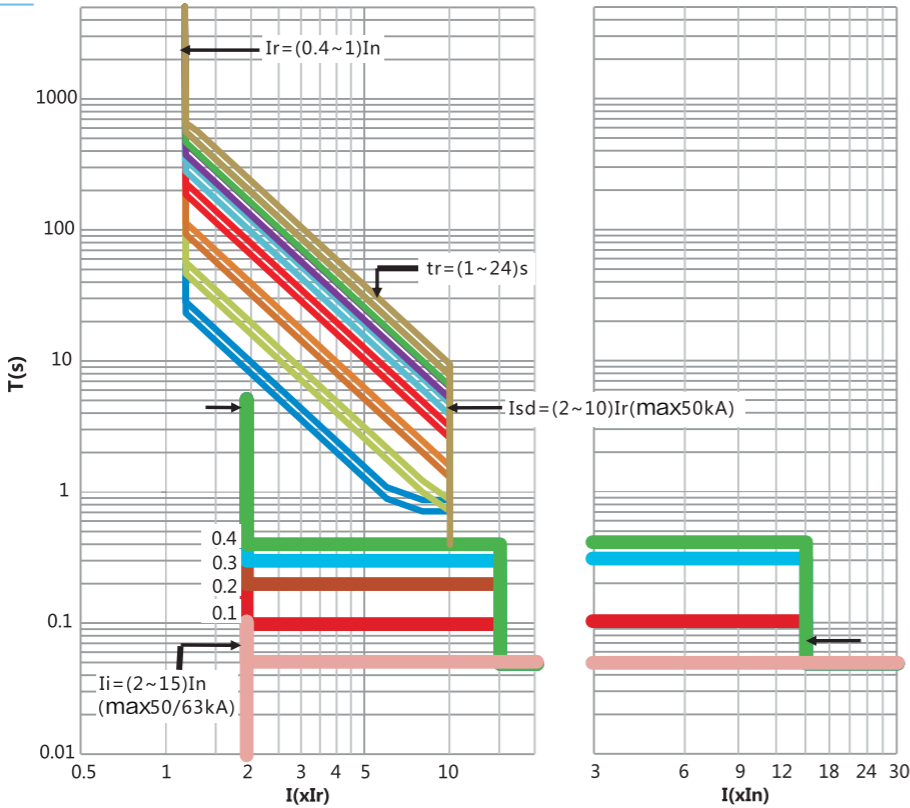 Ir=(0.4~1)In
1000
100
tr=(1~24)s
10
T(s)
Isd=(2~10)Ir(max50kA)
1
0.4
0.3
0.2
0.1
0.1
Ii=(2~15)In
(max50/63kA)
0.01
0.5 1 2 3 4 5 10
I(xIr)
3 6 9 12 18 24 30
I(xIn)